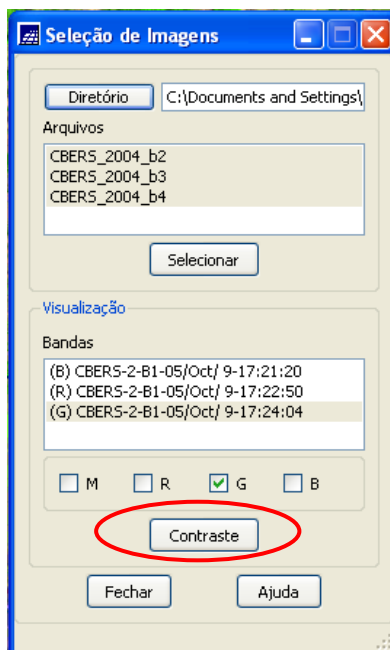 Seleção de Imagens
Diretório C:\Documents and Settings\
Arquivos
CBERS_2004_b2
CBERS_2004_b3
CBERS_2004_b4
Selecionar
Visualização
Bandas
(B) CBERS-2-B1-05/Oct/ 9-17:21:20
(R) CBERS-2-B1-05/Oct/ 9-17:22:50
(G) CBERS-2-B1-05/Oct/ 9-17:24:04
M R G B
Contraste
Fechar Ajuda